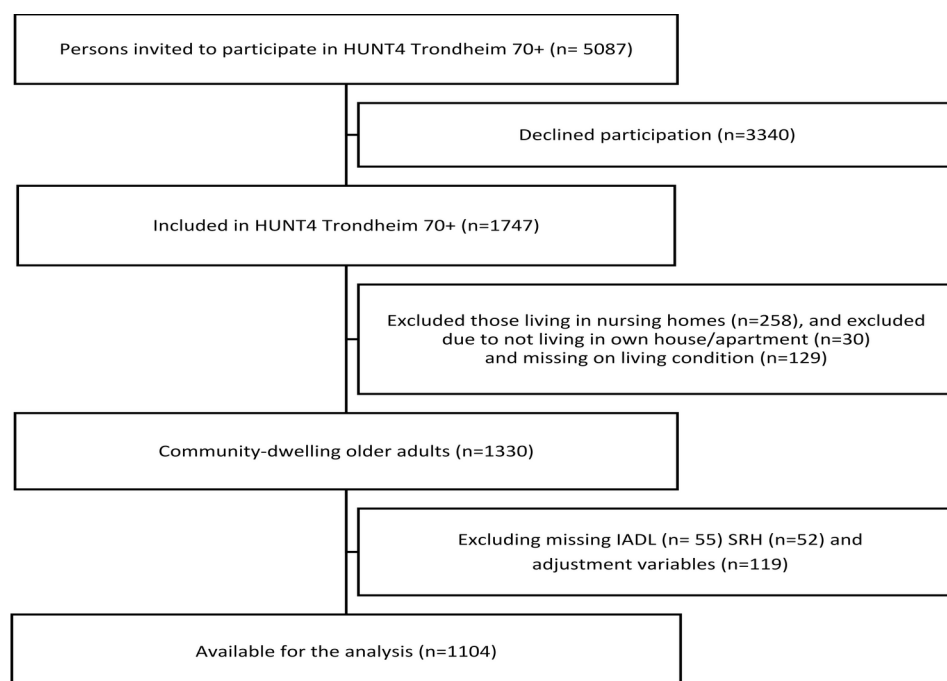 Persons invited to participate in HUNT4 Trondheim 70+ (n= 5087)
Declined participation (n=3340)
Included in HUNT4 Trondheim 70+ (n=1747)
Excluded those living in nursing homes (n=258), and excluded
due to not living in own house/apartment (n=30)
and missing on living condition (n=129)
Community-dwelling older adults (n=1330)
Excluding missing IADL (n= 55) SRH (n=52) and
adjustment variables (n=119)
Available for the analysis (n=1104)